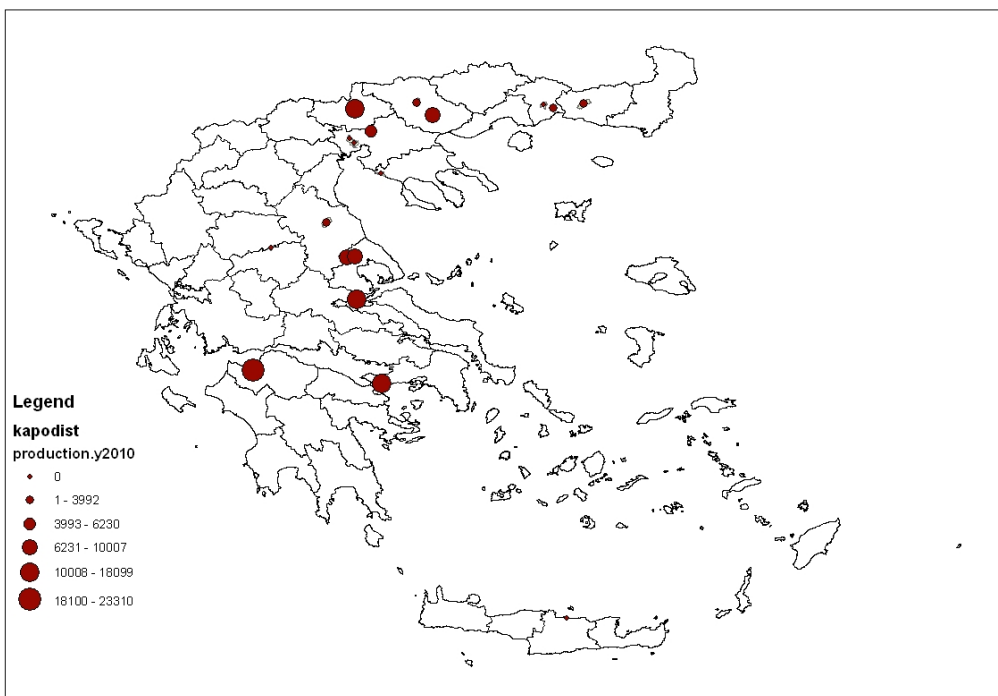 Legend
kapodist
production.y2010
0
1 - 3992
3993 - 6230
6231 - 10007
10008 - 18099
18100 - 23310